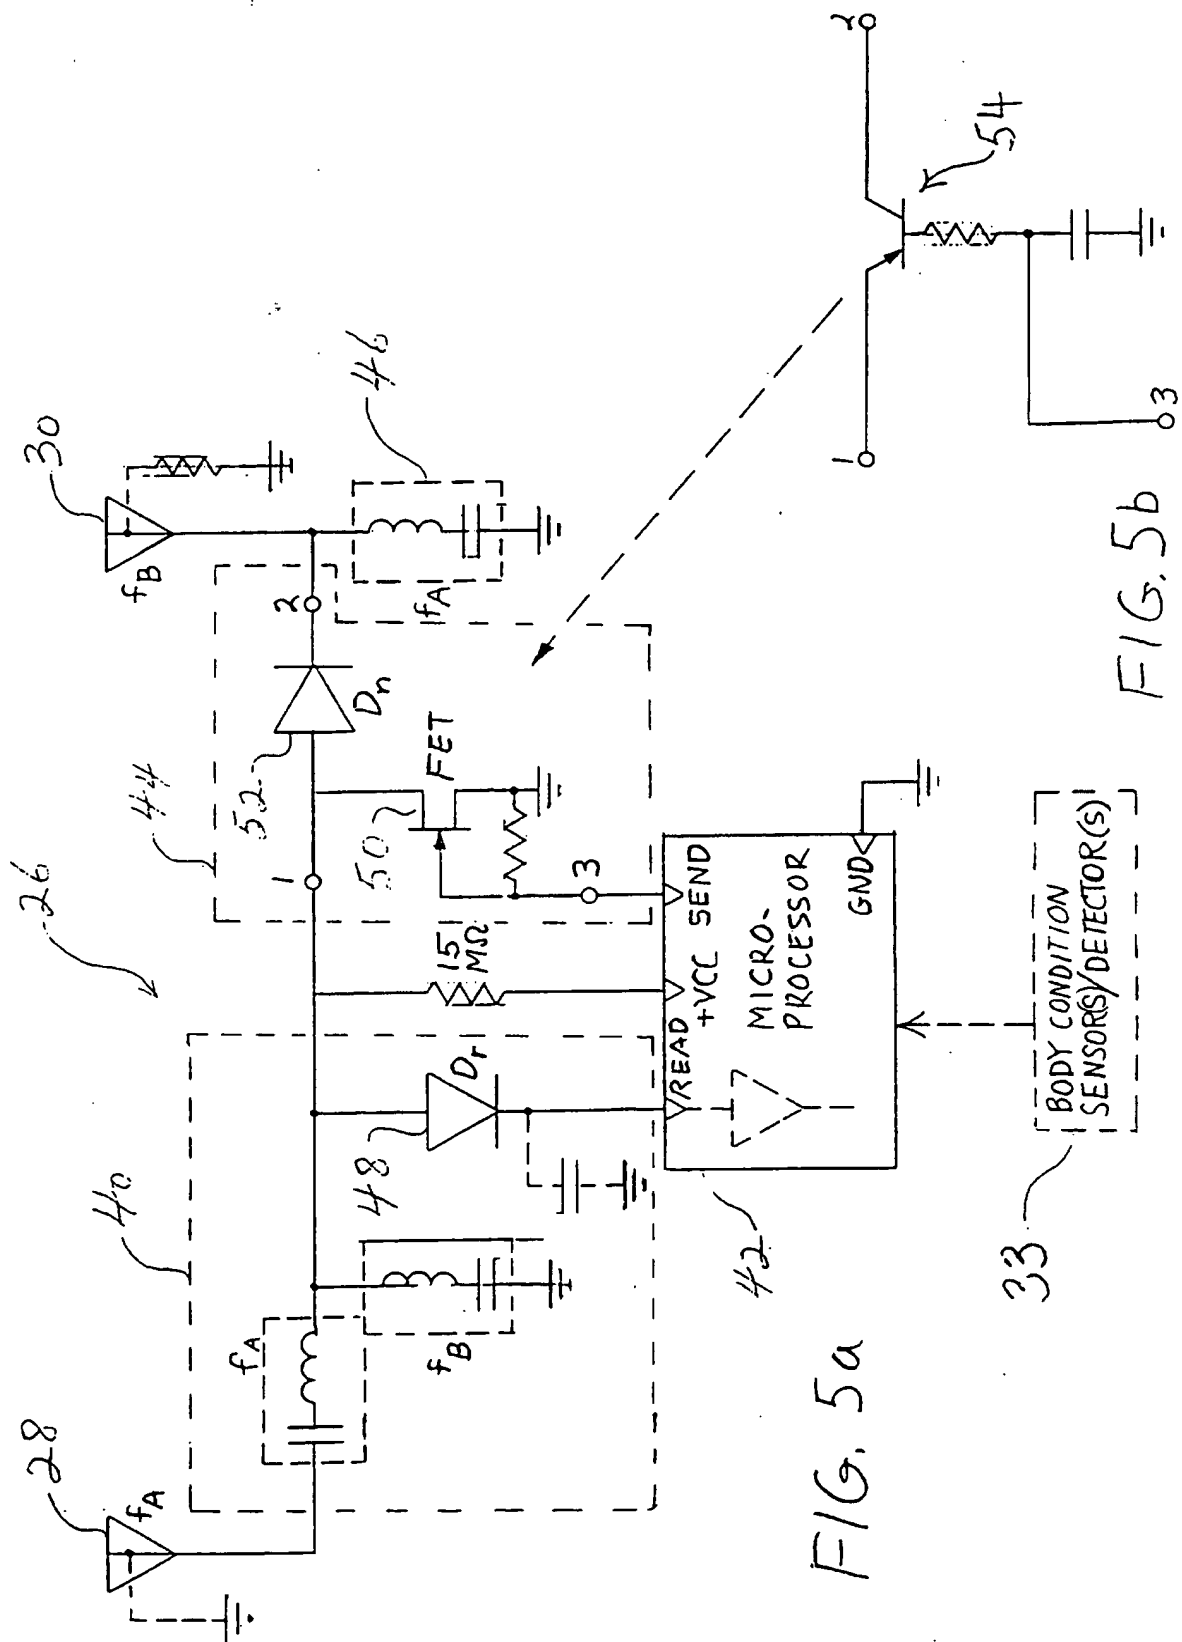 26
28
fA
40
fA
fB
48
Dr
15
MΩ
44
1
52
Dn
2
50
FET
3
30
fB
46
fA
READ
+VCC
SEND
MICRO-
PROCESSOR
GND
42
33
BODY CONDITION
SENSOR(S)/DETECTOR(S)
FIG. 5a
1
2
3
54
FIG. 5b